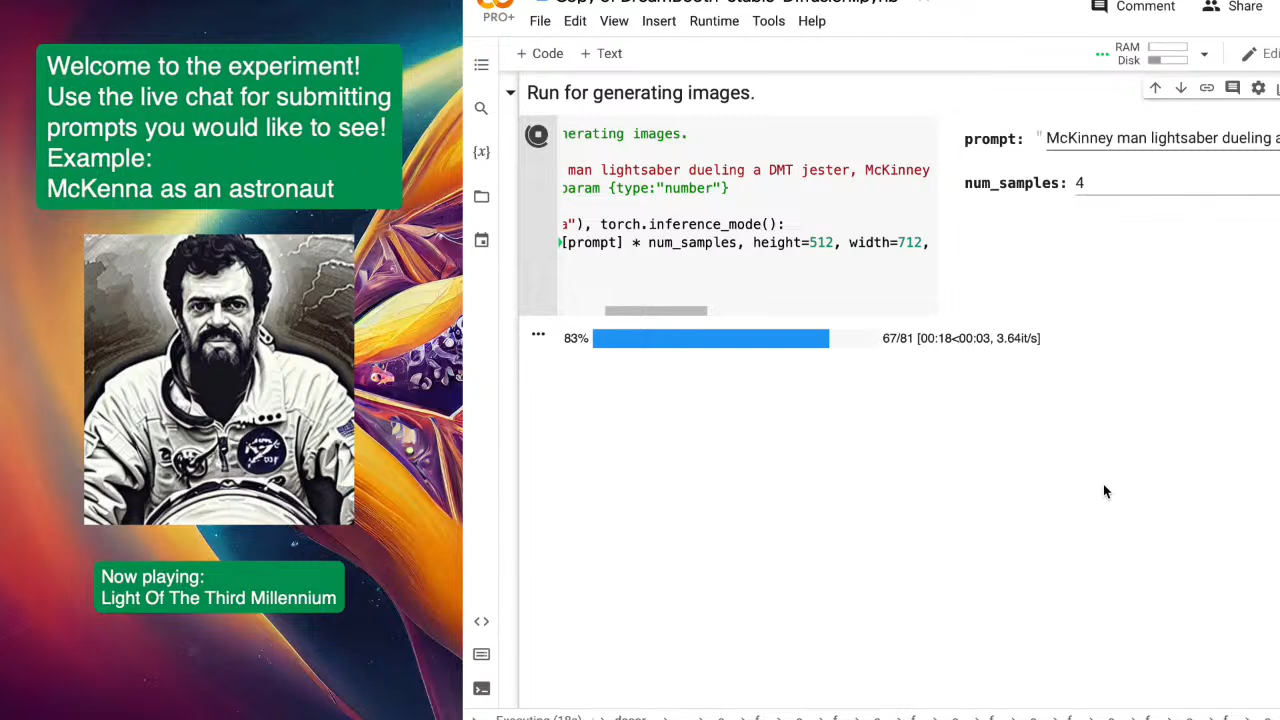 Welcome to the experiment!
Use the live chat for submitting
prompts you would like to see!
Example:
McKenna as an astronaut
Now playing:
Light Of The Third Millennium
PRO+
File Edit View Insert Runtime Tools Help
Comment
Share
+ Code + Text
RAM
Disk
Run for generating images.
nerating images.
man lightsaber dueling a DMT jester, McKinney
param {type:"number"}
a"), torch.inference_mode():
[prompt] * num_samples, height=512, width=712,
prompt: " McKinney man lightsaber dueling a
num_samples: 4
{x}
83%
67/81 [00:18<00:03, 3.64it/s]